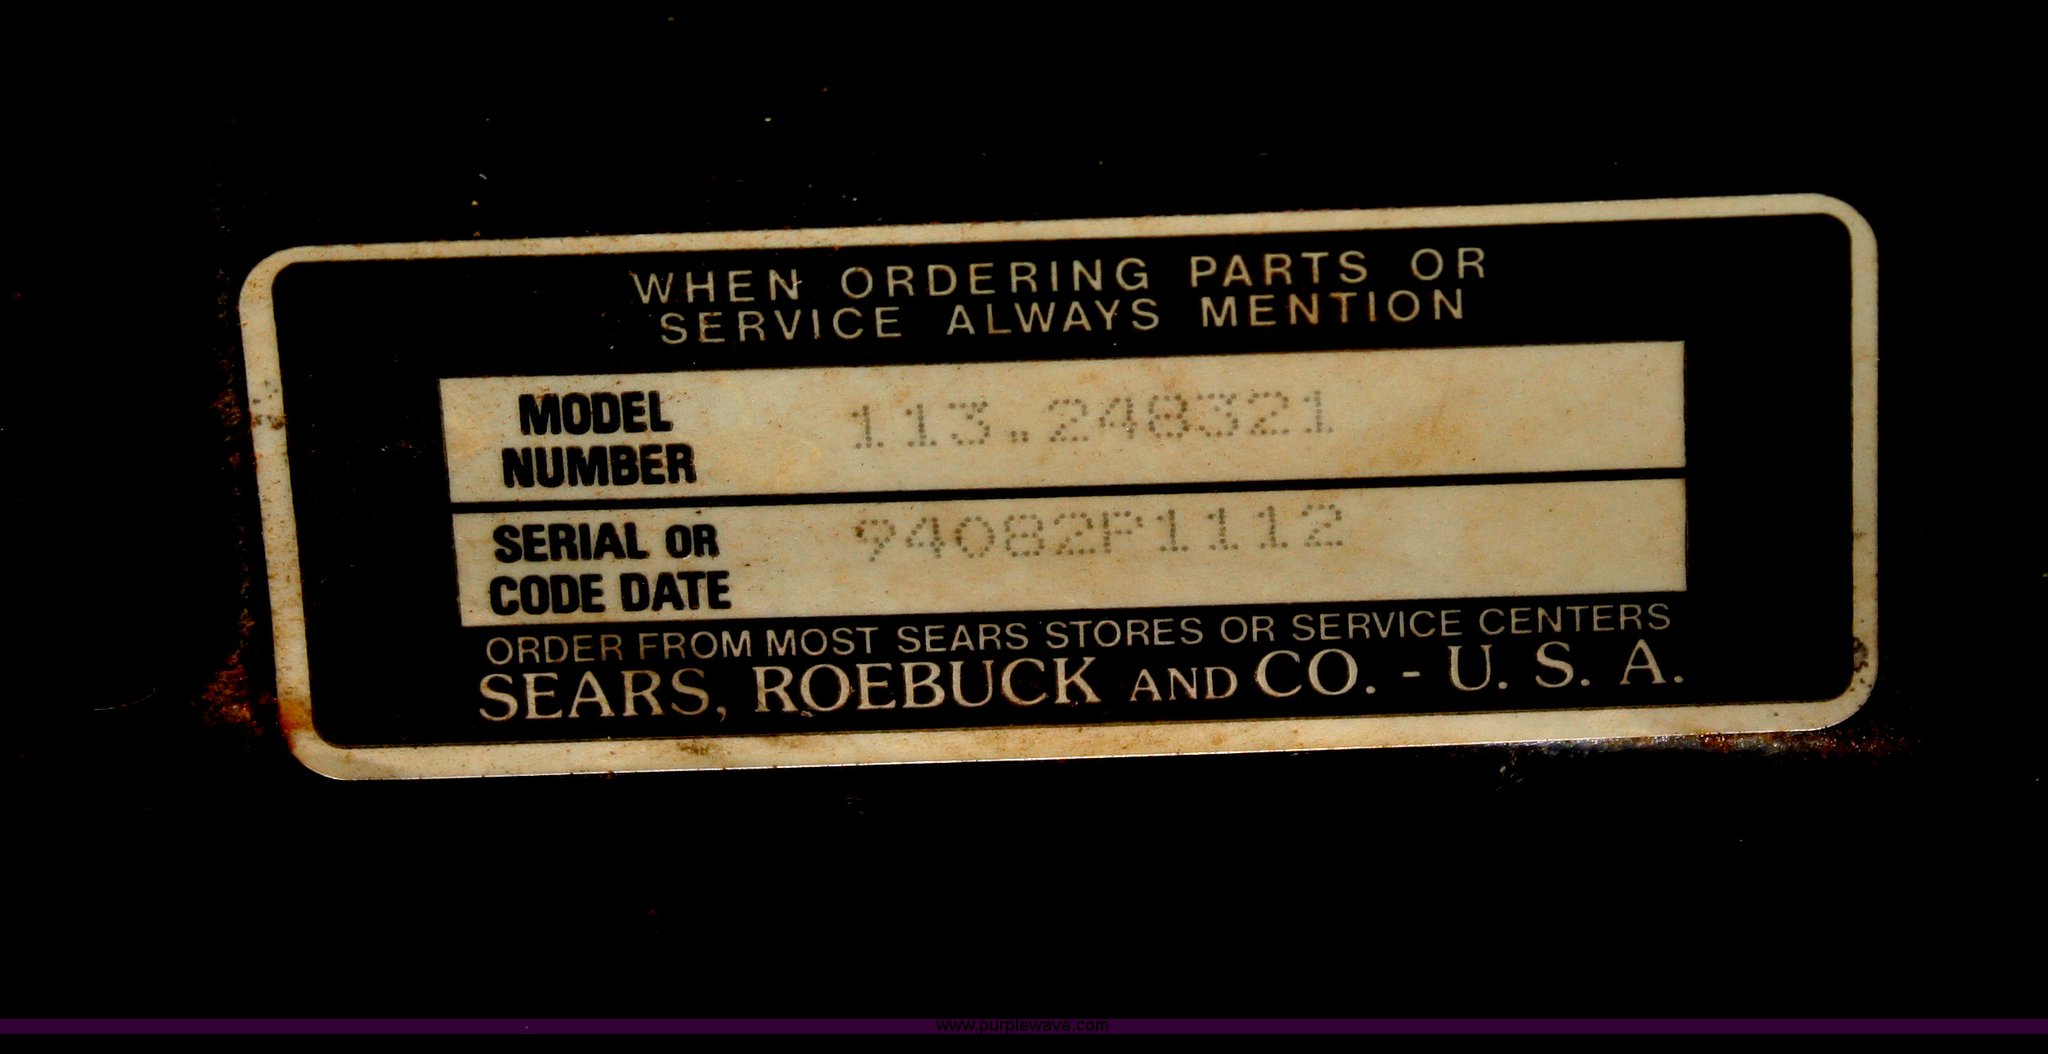 WHEN ORDERING PARTS OR
SERVICE ALWAYS MENTION
MODEL NUMBER 113.248321
SERIAL OR CODE DATE 94082P1112
ORDER FROM MOST SEARS STORES OR SERVICE CENTERS
SEARS, ROEBUCK AND CO. - U. S. A.
www.purplewave.com